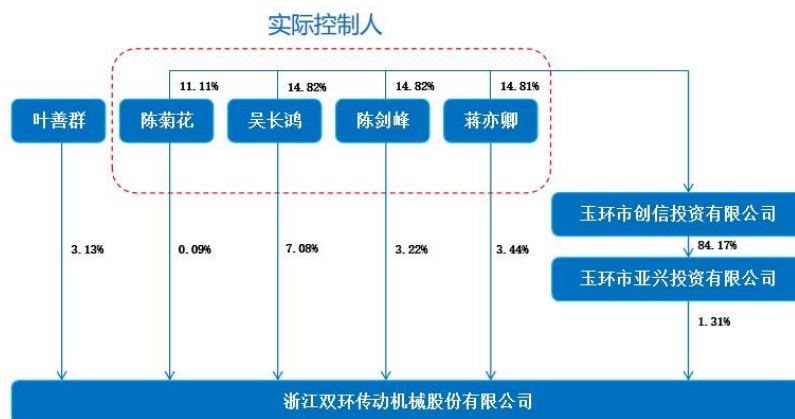 实际控制人
11.11%
14.82%
14.82%
14.81%
叶善群
陈菊花
吴长鸿
陈剑峰
蒋亦卿
玉环市创信投资有限公司
3.13%
0.09%
7.08%
3.22%
3.44%
84.17%
玉环市亚兴投资有限公司
1.31%
浙江双环传动机械股份有限公司